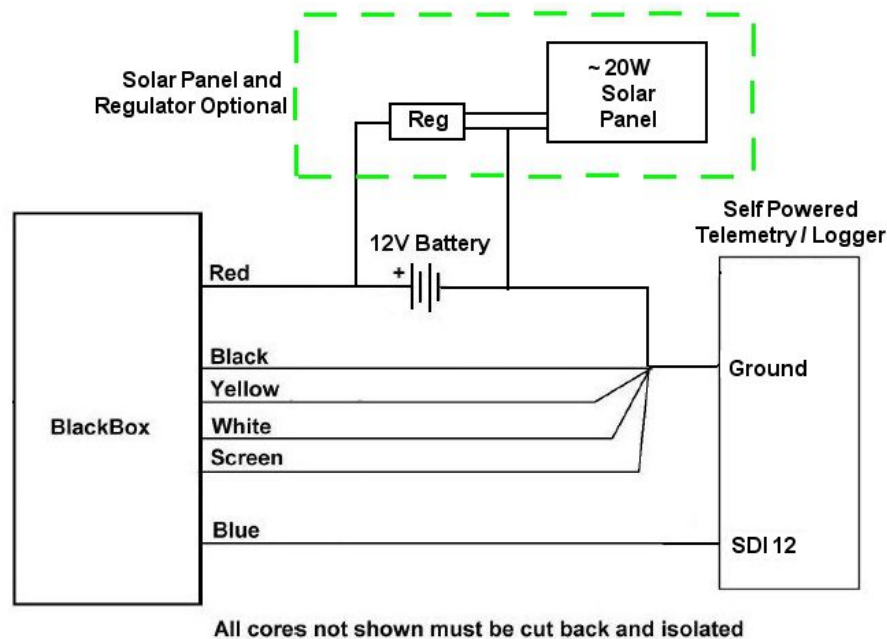 Solar Panel and
Regulator Optional
Reg
~ 20W
Solar
Panel
Self Powered
Telemetry / Logger
12V Battery
+
Red
Black
Yellow
White
Screen
Blue
BlackBox
Ground
SDI 12
All cores not shown must be cut back and isolated